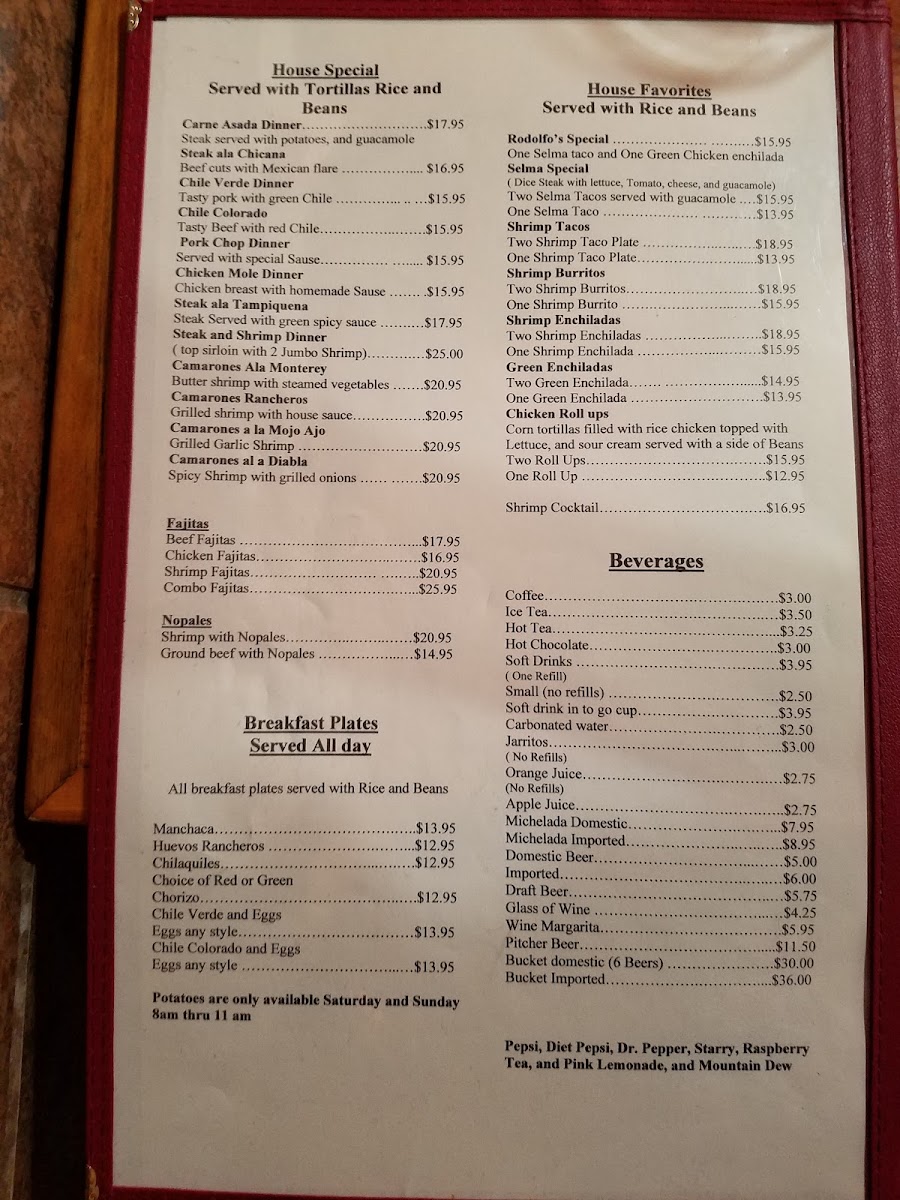 House Special
Served with Tortillas Rice and
Beans
Carne Asada Dinner...........................$17.95
Steak served with potatoes, and guacamole
Steak ala Chicana
Beef cuts with Mexican flare .................. $16.95
Chile Verde Dinner
Tasty pork with green Chile .............. .. ...$15.95
Chile Colorado
Tasty Beef with red Chile.......................$15.95
Pork Chop Dinner
Served with special Sause............... ....... $15.95
Chicken Mole Dinner
Chicken breast with homemade Sause ....... .$15.95
Steak ala Tampiquena
Steak Served with green spicy sauce ..........$17.95
Steak and Shrimp Dinner
( top sirloin with 2 Jumbo Shrimp)............$25.00
Camarones Ala Monterey
Butter shrimp with steamed vegetables .......$20.95
Camarones Rancheros
Grilled shrimp with house sauce...............$20.95
Camarones a la Mojo Ajo
Grilled Garlic Shrimp ...........................$20.95
Camarones al a Diabla
Spicy Shrimp with grilled onions ...... .......$20.95
Fajitas
Beef Fajitas .......................................$17.95
Chicken Fajitas...................................$16.95
Shrimp Fajitas........................... .........$20.95
Combo Fajitas.....................................$25.95
Nopales
Shrimp with Nopales............................$20.95
Ground beef with Nopales .....................$14.95
Breakfast Plates
Served All day
All breakfast plates served with Rice and Beans
Manchaca...........................................$13.95
Huevos Rancheros ...............................$12.95
Chilaquiles.........................................$12.95
Choice of Red or Green
Chorizo..............................................$12.95
Chile Verde and Eggs
Eggs any style.....................................$13.95
Chile Colorado and Eggs
Eggs any style ....................................$13.95
Potatoes are only available Saturday and Sunday
8am thru 11 am
House Favorites
Served with Rice and Beans
Rodolfo's Special ..................... ..........$15.95
One Selma taco and One Green Chicken enchilada
Selma Special
( Dice Steak with lettuce, Tomato, cheese, and guacamole)
Two Selma Tacos served with guacamole ....$15.95
One Selma Taco ..................... ............$13.95
Shrimp Tacos
Two Shrimp Taco Plate .........................$18.95
One Shrimp Taco Plate..........................$13.95
Shrimp Burritos
Two Shrimp Burritos.............................$18.95
One Shrimp Burrito ..............................$15.95
Shrimp Enchiladas
Two Shrimp Enchiladas .........................$18.95
One Shrimp Enchilada ...........................$15.95
Green Enchiladas
Two Green Enchilada....... ......................$14.95
One Green Enchilada .............................$13.95
Chicken Roll ups
Corn tortillas filled with rice chicken topped with
Lettuce, and sour cream served with a side of Beans
Two Roll Ups.......................................$15.95
One Roll Up ........................................$12.95
Shrimp Cocktail....................................$16.95
Beverages
Coffee..................................................$3.00
Ice Tea.................................................$3.50
Hot Tea.................................................$3.25
Hot Chocolate.........................................$3.00
Soft Drinks ............................................$3.95
( One Refill)
Small (no refills) .....................................$2.50
Soft drink in to go cup..............................$3.95
Carbonated water.....................................$2.50
Jarritos..................................................$3.00
( No Refills)
Orange Juice...........................................$2.75
(No Refills)
Apple Juice.............................................$2.75
Michelada Domestic..................................$7.95
Michelada Imported..................................$8.95
Domestic Beer.........................................$5.00
Imported................................................$6.00
Draft Beer..............................................$5.75
Glass of Wine .........................................$4.25
Wine Margarita........................................$5.95
Pitcher Beer..........................................$11.50
Bucket domestic (6 Beers) .......................$30.00
Bucket Imported....................................$36.00
Pepsi, Diet Pepsi, Dr. Pepper, Starry, Raspberry
Tea, and Pink Lemonade, and Mountain Dew